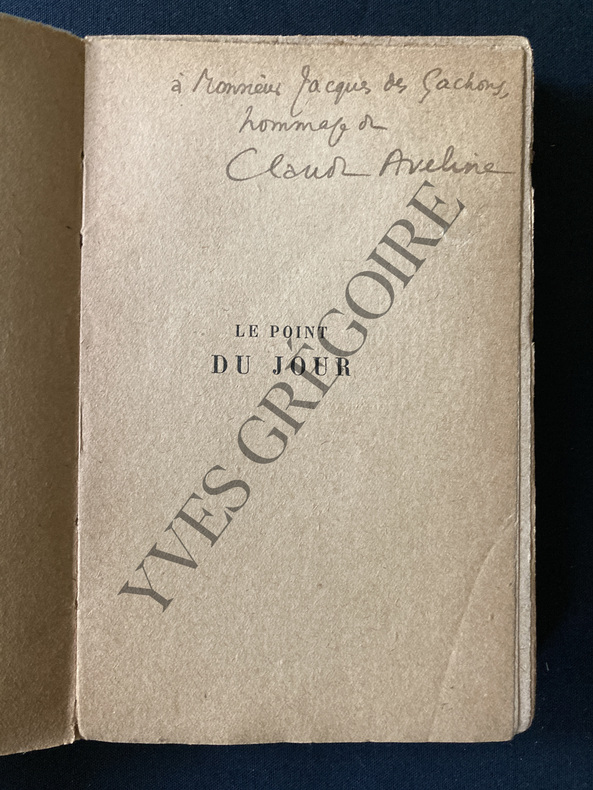 à Monsieur Jacques des Gachons,
hommage de
Claude Aveline
LE POINT
DU JOUR
YVES GRÉGOIRE